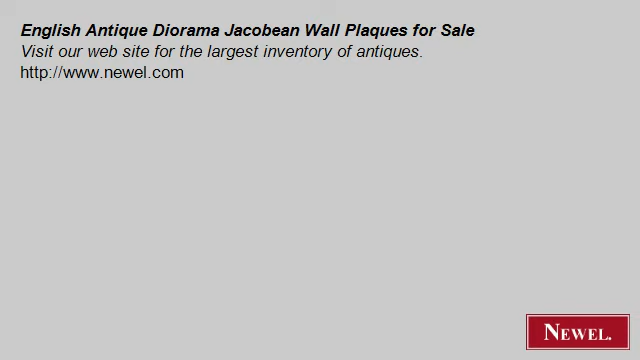 English Antique Diorama Jacobean Wall Plaques for Sale
Visit our web site for the largest inventory of antiques.
http://www.newel.com
NEWEL.